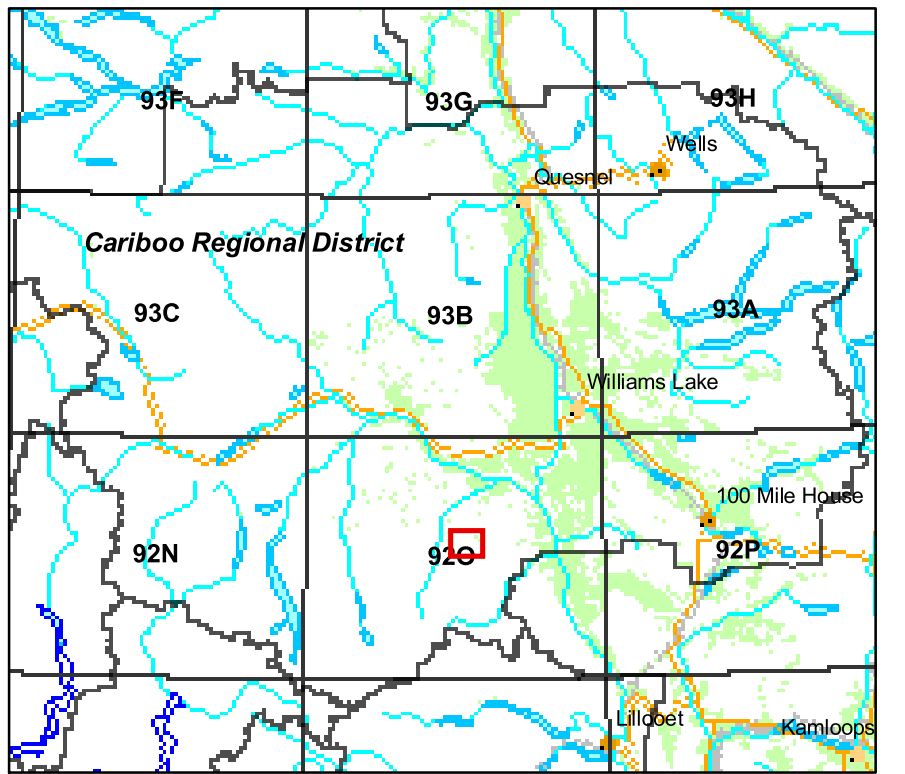 93F
93G
93H
Wells
Quesnel
Cariboo Regional District
93C
93B
93A
Williams Lake
100 Mile House
92N
92O
92P
Lillooet
Kamloops